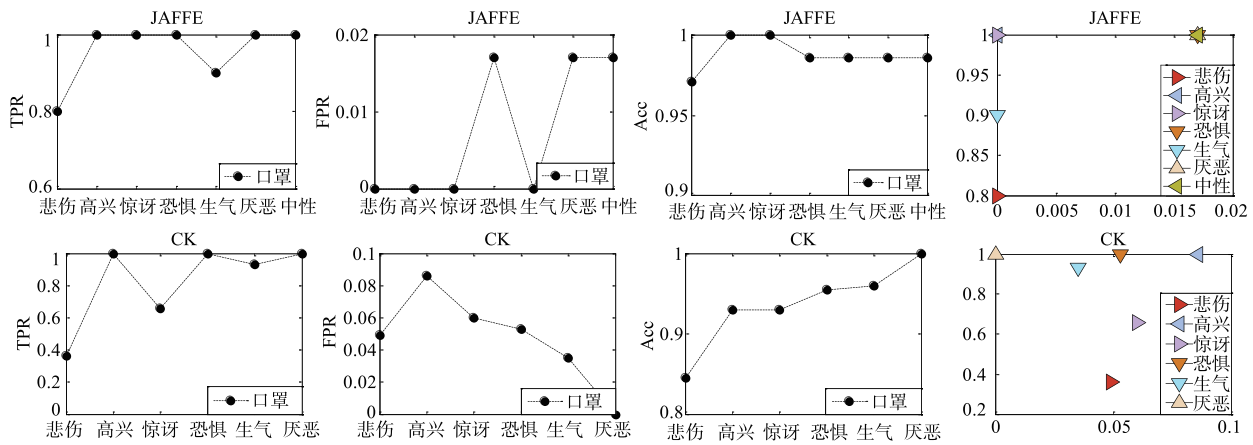 JAFFE
1
0.8
0.6
TPR
口罩
悲伤 高兴 惊讶 恐惧 生气 厌恶 中性
JAFFE
0.02
0.01
0
FPR
口罩
悲伤 高兴 惊讶 恐惧 生气 厌恶 中性
JAFFE
1
0.95
0.9
Acc
口罩
悲伤 高兴 惊讶 恐惧 生气 厌恶 中性
JAFFE
1
0.95
0.9
0.85
0.8
悲伤
高兴
惊讶
恐惧
生气
厌恶
中性
0 0.005 0.01 0.015 0.02
CK
1
0.8
0.6
0.4
0.2
0
TPR
口罩
悲伤 高兴 惊讶 恐惧 生气 厌恶
CK
0.1
0.08
0.06
0.04
0.02
0
FPR
口罩
悲伤 高兴 惊讶 恐惧 生气 厌恶
CK
1
0.9
0.8
Acc
口罩
悲伤 高兴 惊讶 恐惧 生气 厌恶
CK
1
0.8
0.6
0.4
0.2
悲伤
高兴
惊讶
恐惧
生气
厌恶
0 0.05 0.1